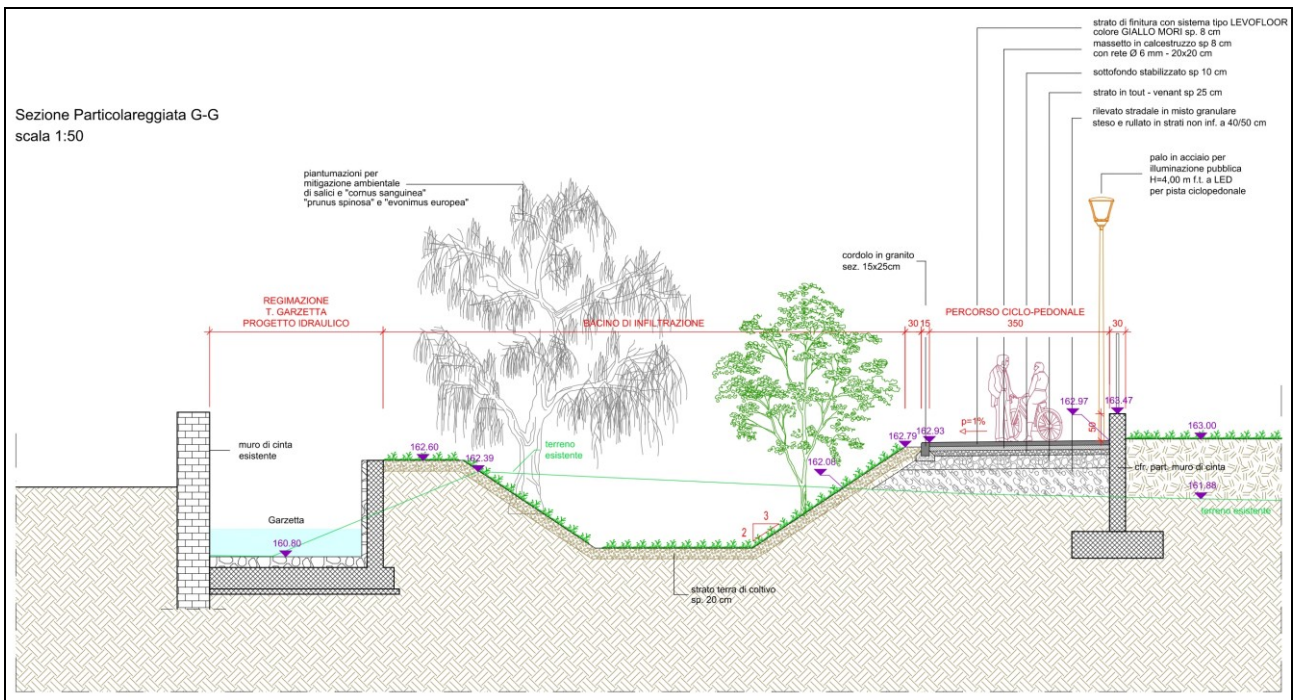 strato di finitura con sistema tipo LEVOFLOOR
colore GIALLO MORI sp. 8 cm
massetto in calcestruzzo sp 8 cm
con rete Ø 6 mm - 20x20 cm
sottofondo stabilizzato sp 10 cm
strato in tout - venant sp 25 cm
rilevato stradale in misto granulare
steso e rullato in strati non inf. a 40/50 cm
Sezione Particolareggiata G-G
scala 1:50
palo in acciaio per
illuminazione pubblica
H=4,00 m f.t. a LED
per pista ciclopedonale
piantumazioni per
mitigazione ambientale
di salici e "cornus sanguinea"
"prunus spinosa" e "evonimus europea"
cordolo in granito
sez. 15x25cm
REGIMAZIONE
T. GARZETTA
PROGETTO IDRAULICO
BACINO DI INFILTRAZIONE
30
15
PERCORSO CICLO-PEDONALE
350
30
162.97
163.47
p=1%
50
muro di cinta
esistente
162.60
162.39
terreno
esistente
162.79
162.93
163.00
162.08
cfr. part. muro di cinta
161.88
terreno esistente
Garzetta
160.80
3
2
strato terra di coltivo
sp. 20 cm